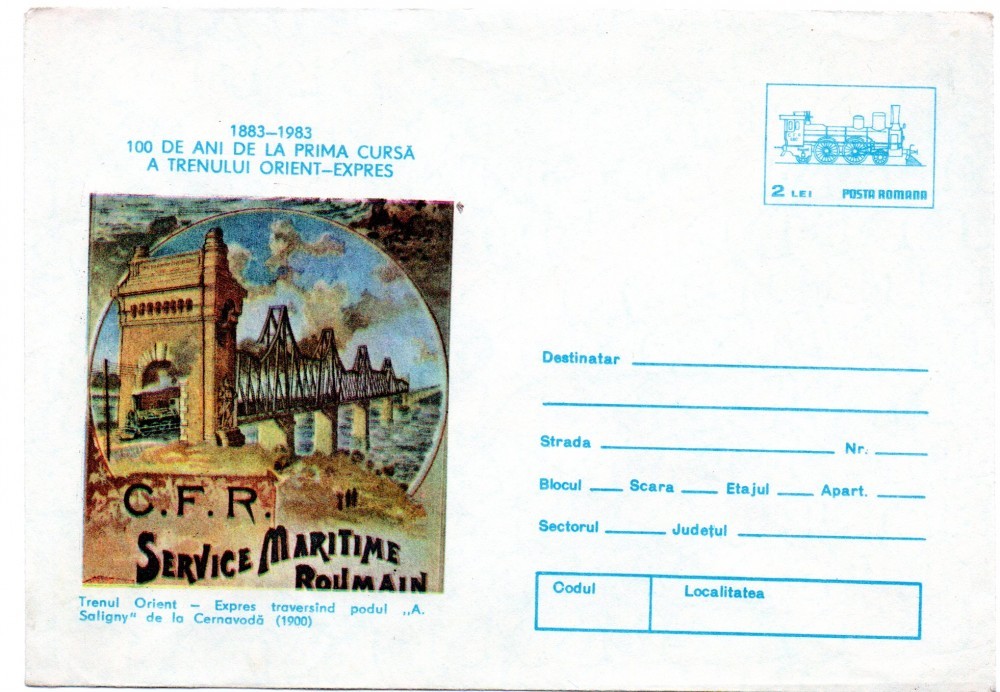 1883–1983
100 DE ANI DE LA PRIMA CURSĂ
A TRENULUI ORIENT–EXPRES
2 LEI POSTA ROMANA
C.F.R.
SERVICE MARITIME
ROUMAIN
Trenul Orient – Expres traversînd podul „A.
Saligny" de la Cernavodă (1900)
Destinatar
Strada Nr.
Blocul Scara Etajul Apart.
Sectorul Județul
Codul Localitatea